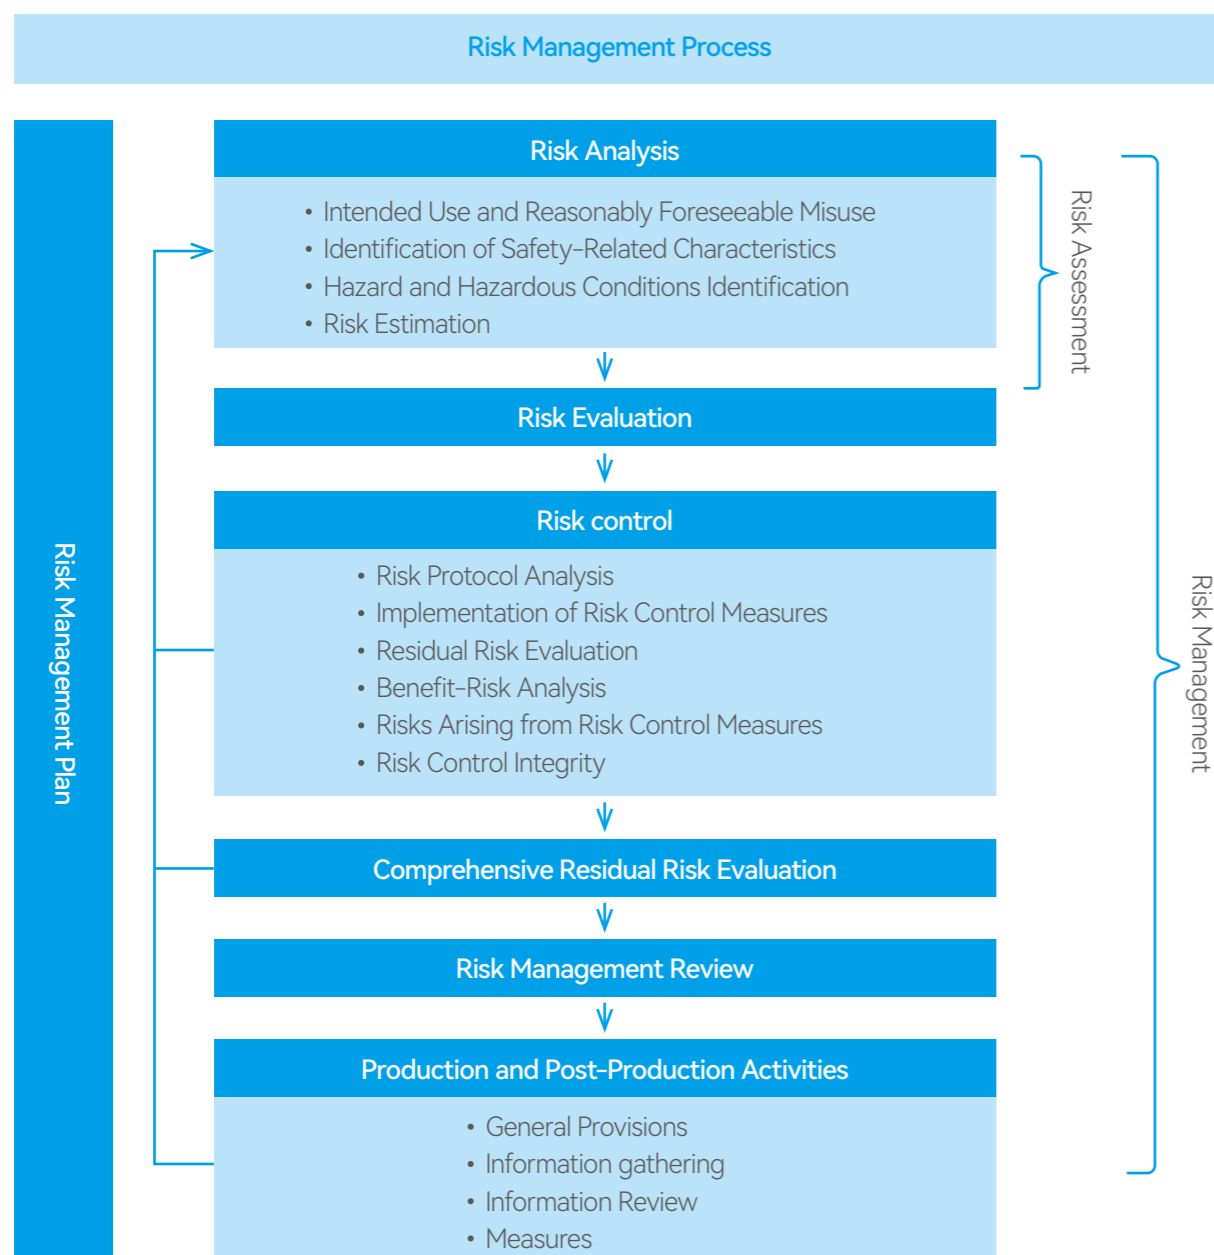 Risk Management Process
Risk Management Plan
Risk Analysis
• Intended Use and Reasonably Foreseeable Misuse
• Identification of Safety-Related Characteristics
• Hazard and Hazardous Conditions Identification
• Risk Estimation
Risk Evaluation
Risk control
• Risk Protocol Analysis
• Implementation of Risk Control Measures
• Residual Risk Evaluation
• Benefit-Risk Analysis
• Risks Arising from Risk Control Measures
• Risk Control Integrity
Comprehensive Residual Risk Evaluation
Risk Management Review
Production and Post-Production Activities
• General Provisions
• Information gathering
• Information Review
• Measures
Risk Assessment
Risk Management